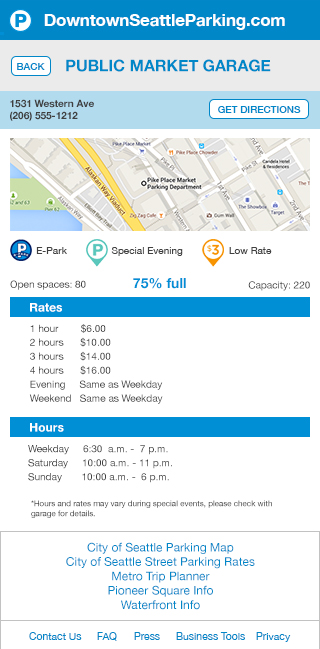 P DowntownSeattleParking.com
BACK PUBLIC MARKET GARAGE
1531 Western Ave
(206) 555-1212
GET DIRECTIONS
Pike Place Market
Pike Place Chowder
Candela Hotel
& Residences
Alaskan Way Viaduct
Pike Place Market
Parking Department
Alaskan Way
Pier 62
Zig Zag Café
Gum Wall
The Showbox
Target
P E-Park
P Special Evening
$3 Low Rate
Open spaces: 80 75% full Capacity: 220
Rates
1 hour $6.00
2 hours $10.00
3 hours $14.00
4 hours $16.00
Evening Same as Weekday
Weekend Same as Weekday
Hours
Weekday 6:30 a.m. - 7 p.m.
Saturday 10:00 a.m. - 11 p.m.
Sunday 10:00 a.m. - 6 p.m.
*Hours and rates may vary during special events, please check with
garage for details.
City of Seattle Parking Map
City of Seattle Street Parking Rates
Metro Trip Planner
Pioneer Square Info
Waterfront Info
Contact Us FAQ Press Business Tools Privacy